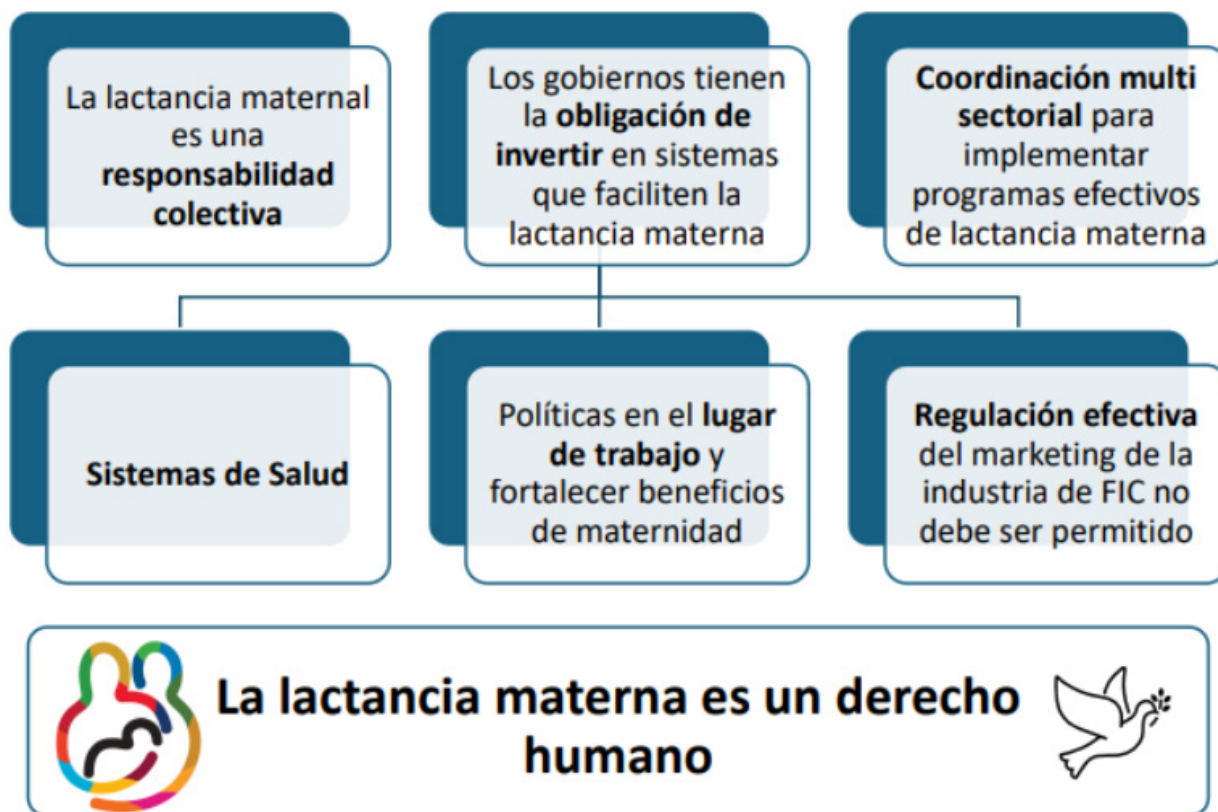 La lactancia maternal
es una
responsabilidad
colectiva
Los gobiernos tienen
la obligación de
invertir en sistemas
que faciliten la
lactancia materna
Coordinación multi
sectorial para
implementar
programas efectivos
de lactancia materna
Sistemas de Salud
Políticas en el lugar
de trabajo y
fortalecer beneficios
de maternidad
Regulación efectiva
del marketing de la
industria de FIC no
debe ser permitido
La lactancia materna es un derecho
humano